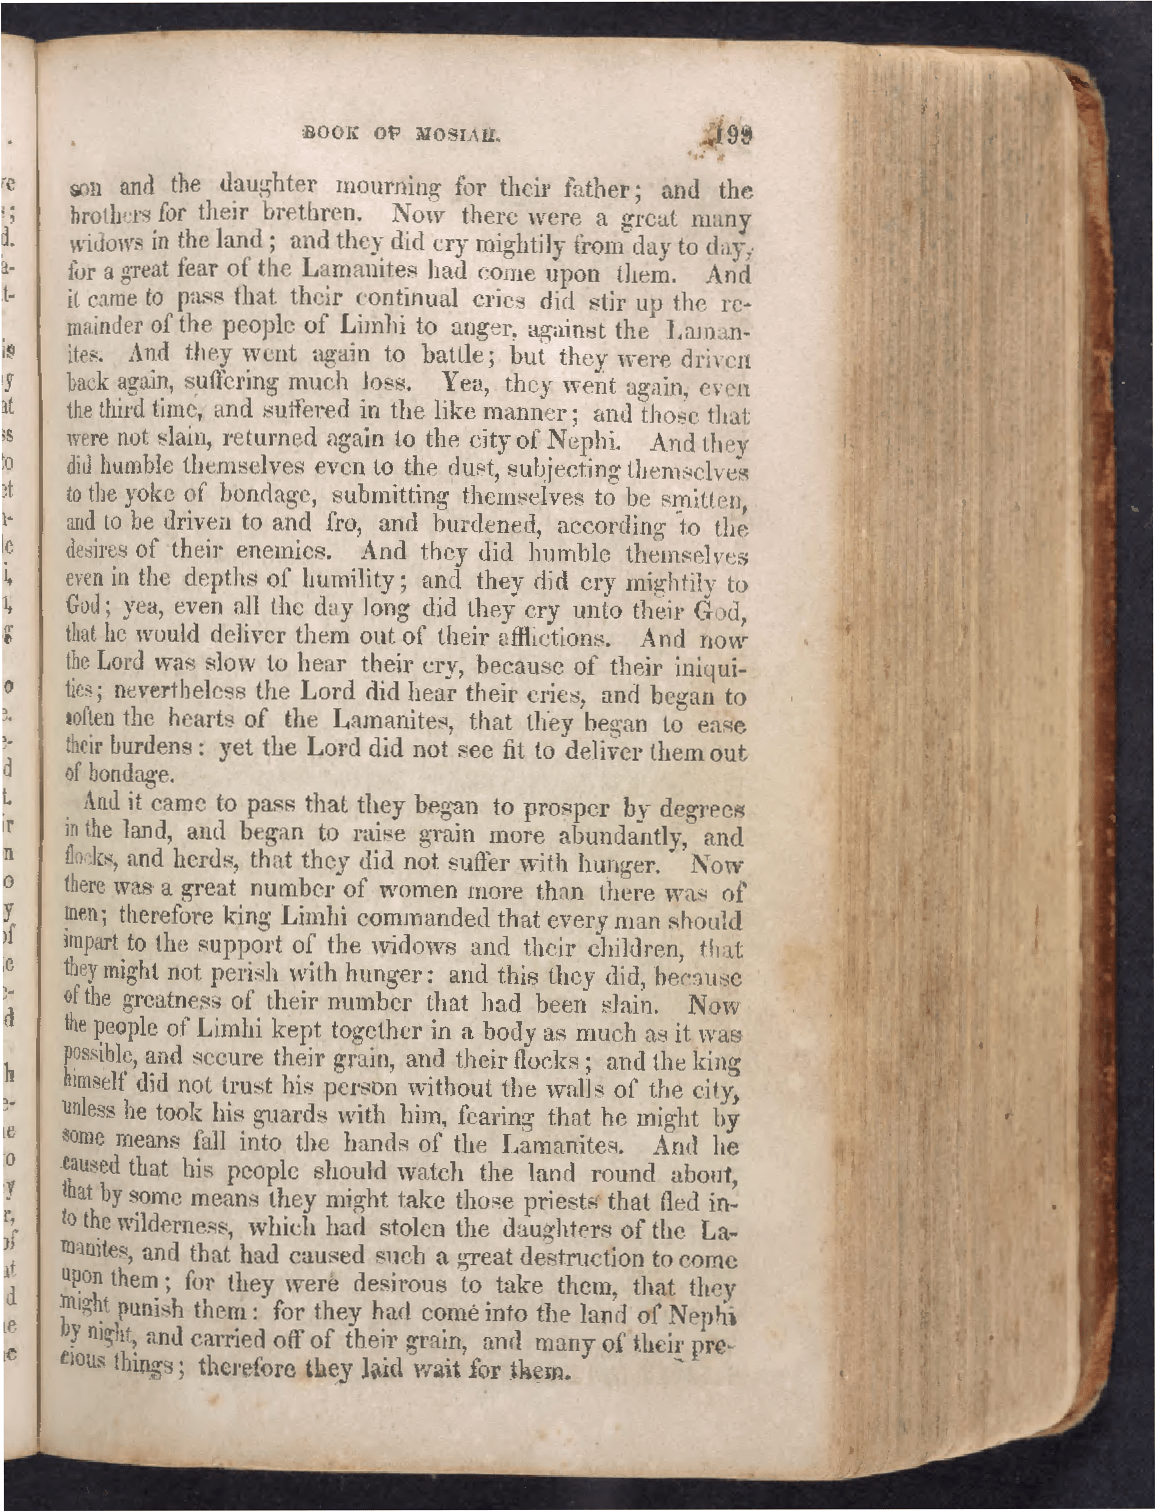 BOOK OF MOSIAH. 199
son and the daughter mourning for their father; and the
brothers for their brethren. Now there were a great many
widows in the land; and they did cry mightily from day to day,
for a great fear of the Lamanites had come upon them. And
it came to pass that their continual cries did stir up the re-
mainder of the people of Limhi to anger, against the Laman-
ites. And they went again to battle; but they were driven
back again, suffering much loss. Yea, they went again, even
the third time, and suffered in the like manner; and those that
were not slain, returned again to the city of Nephi. And they
did humble themselves even to the dust, subjecting themselves
to the yoke of bondage, submitting themselves to be smitten,
and to be driven to and fro, and burdened, according to the
desires of their enemies. And they did humble themselves
even in the depths of humility; and they did cry mightily to
God; yea, even all the day long did they cry unto their God,
that he would deliver them out of their afflictions. And now
the Lord was slow to hear their cry, because of their iniqui-
ties; nevertheless the Lord did hear their cries, and began to
soften the hearts of the Lamanites, that they began to ease
their burdens: yet the Lord did not see fit to deliver them out
of bondage.
And it came to pass that they began to prosper by degrees
in the land, and began to raise grain more abundantly, and
flocks, and herds, that they did not suffer with hunger. Now
there was a great number of women more than there was of
men; therefore king Limhi commanded that every man should
impart to the support of the widows and their children, that
they might not perish with hunger: and this they did, because
of the greatness of their number that had been slain. Now
the people of Limhi kept together in a body as much as it was
possible, and secure their grain, and their flocks; and the king
himself did not trust his person without the walls of the city,
unless he took his guards with him, fearing that he might by
some means fall into the hands of the Lamanites. And he
caused that his people should watch the land round about,
that by some means they might take those priests that fled in-
to the wilderness, which had stolen the daughters of the La-
manites, and that had caused such a great destruction to come
upon them; for they were desirous to take them, that they
might punish them: for they had come into the land of Nephi
by night, and carried off of their grain, and many of their pre-
cious things; therefore they laid wait for them.